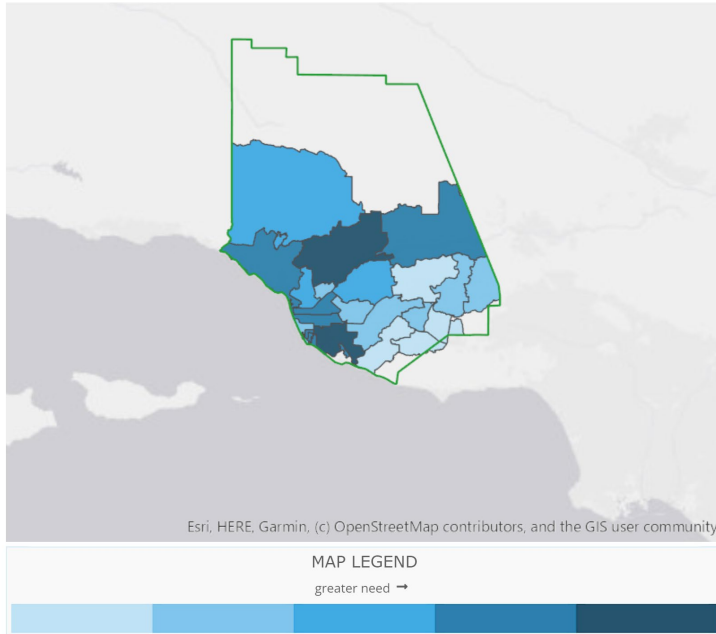 Esri, HERE, Garmin, (c) OpenStreetMap contributors, and the GIS user community
MAP LEGEND
greater need →